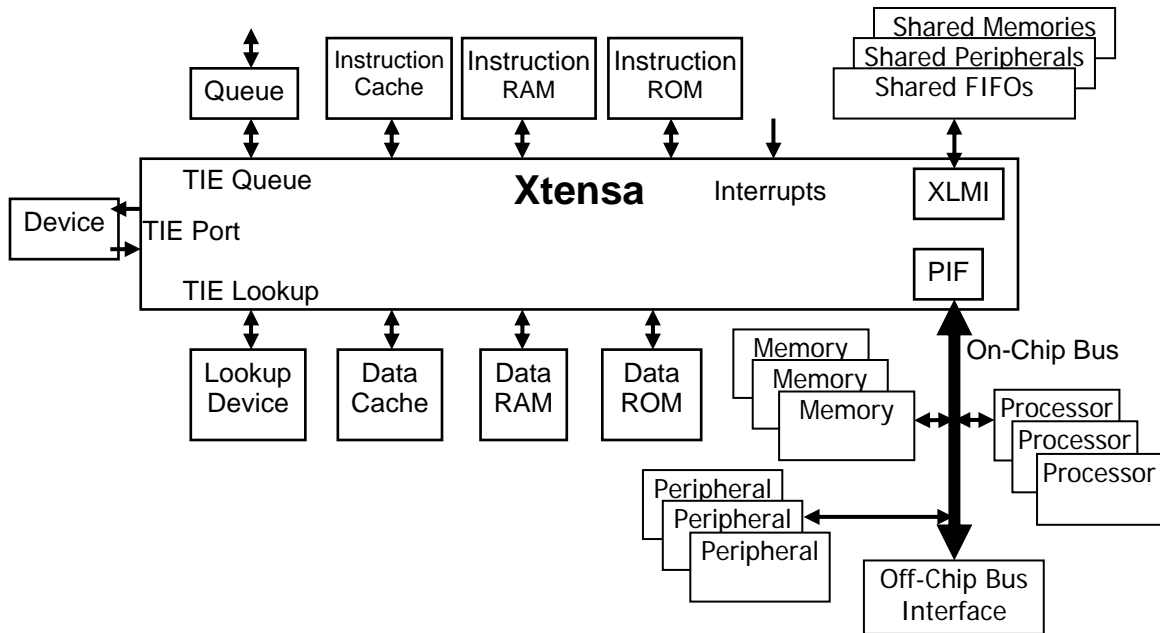 Shared Memories
Shared Peripherals
Shared FIFOs
Queue
Instruction
Cache
Instruction
RAM
Instruction
ROM
TIE Queue
Xtensa
Interrupts
XLMI
Device
TIE Port
PIF
TIE Lookup
On-Chip Bus
Lookup
Device
Data
Cache
Data
RAM
Data
ROM
Memory
Memory
Memory
Processor
Processor
Processor
Peripheral
Peripheral
Peripheral
Off-Chip Bus
Interface